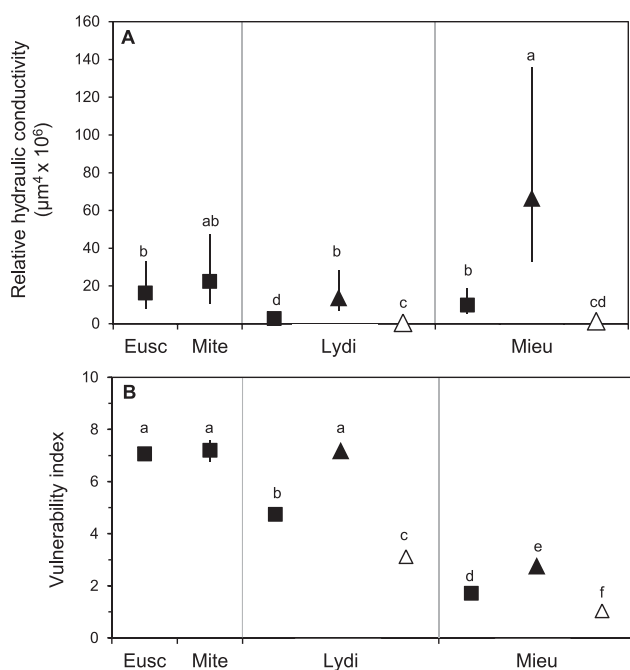 A
Relative hydraulic conductivity
(µm⁴ x 10⁶)
160
140
120
100
80
60
40
20
0
b
ab
d
b
c
b
a
cd
Eusc
Mite
Lydi
Mieu
B
Vulnerability index
10
8
6
4
2
0
a
a
b
a
c
d
e
f
Eusc
Mite
Lydi
Mieu